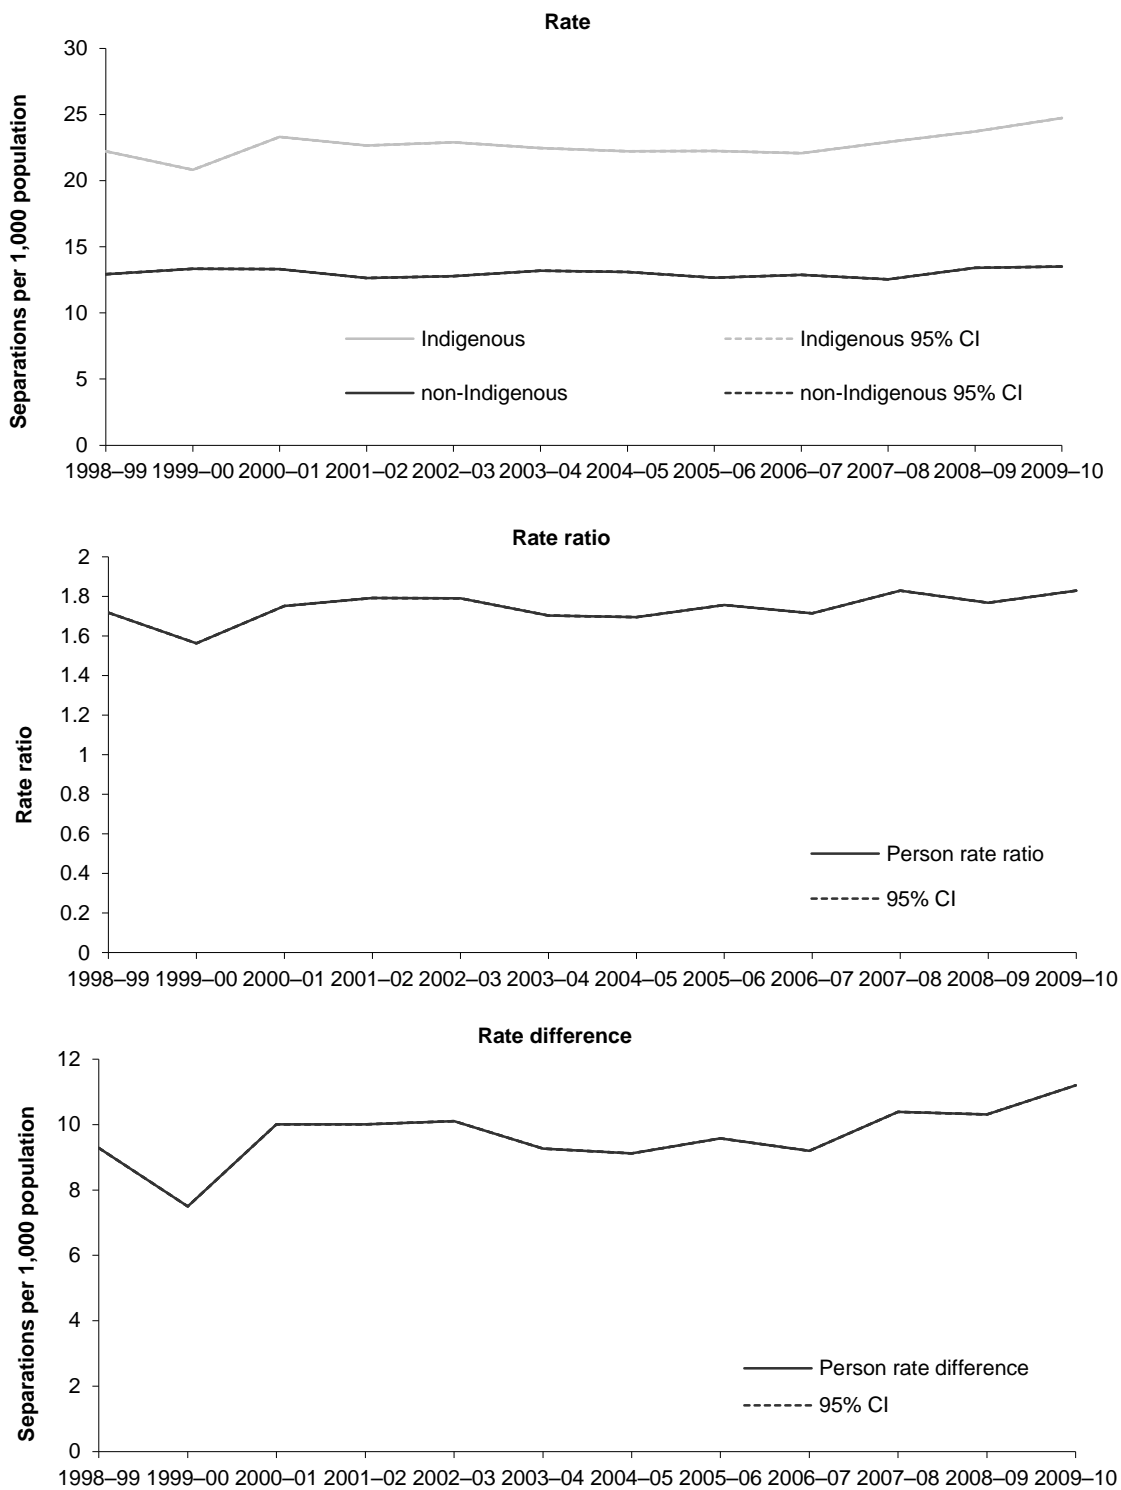 Rate
Separations per 1,000 population
30
25
20
15
10
5
0
Indigenous
Indigenous 95% CI
non-Indigenous
non-Indigenous 95% CI
1998–99 1999–00 2000–01 2001–02 2002–03 2003–04 2004–05 2005–06 2006–07 2007–08 2008–09 2009–10
Rate ratio
Rate ratio
2
1.8
1.6
1.4
1.2
1
0.8
0.6
0.4
0.2
0
Person rate ratio
95% CI
1998–99 1999–00 2000–01 2001–02 2002–03 2003–04 2004–05 2005–06 2006–07 2007–08 2008–09 2009–10
Rate difference
Separations per 1,000 population
12
10
8
6
4
2
0
Person rate difference
95% CI
1998–99 1999–00 2000–01 2001–02 2002–03 2003–04 2004–05 2005–06 2006–07 2007–08 2008–09 2009–10